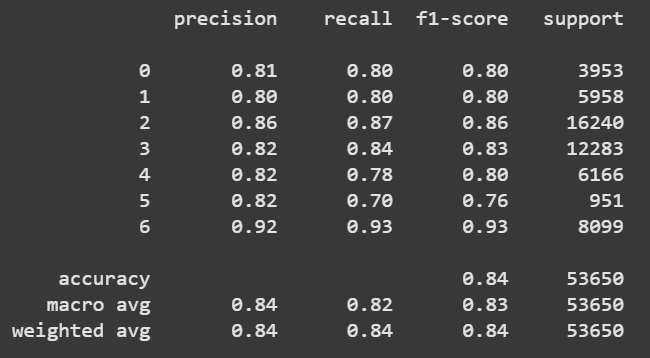 precision recall f1-score support
0 0.81 0.80 0.80 3953
1 0.80 0.80 0.80 5958
2 0.86 0.87 0.86 16240
3 0.82 0.84 0.83 12283
4 0.82 0.78 0.80 6166
5 0.82 0.70 0.76 951
6 0.92 0.93 0.93 8099
accuracy 0.84 53650
macro avg 0.84 0.82 0.83 53650
weighted avg 0.84 0.84 0.84 53650